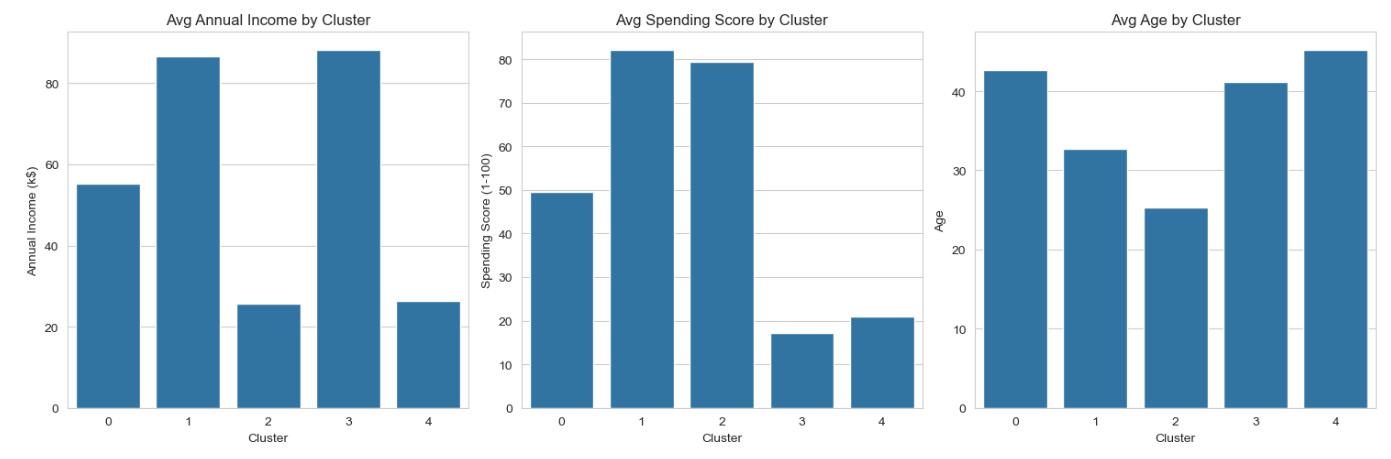 Avg Annual Income by Cluster
Annual Income (k$)
80
60
40
20
0
0 1 2 3 4
Cluster
Avg Spending Score by Cluster
Spending Score (1-100)
80
70
60
50
40
30
20
10
0
0 1 2 3 4
Cluster
Avg Age by Cluster
Age
40
30
20
10
0
0 1 2 3 4
Cluster